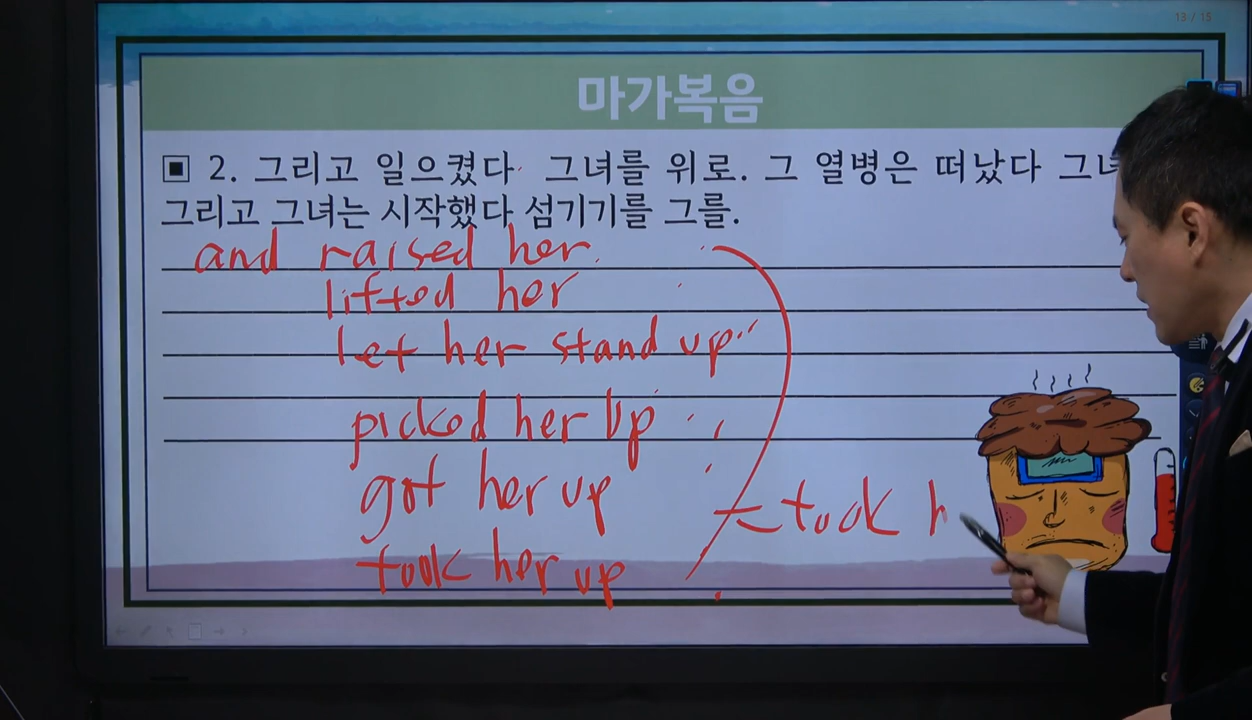 13 / 15
마가복음
▣ 2. 그리고 일으켰다 그녀를 위로. 그 열병은 떠났다
그리고 그녀는 시작했다 섬기기를 그를.
and raised her.
lifted her
let her stand up
picked her up
got her up
took her up
took h